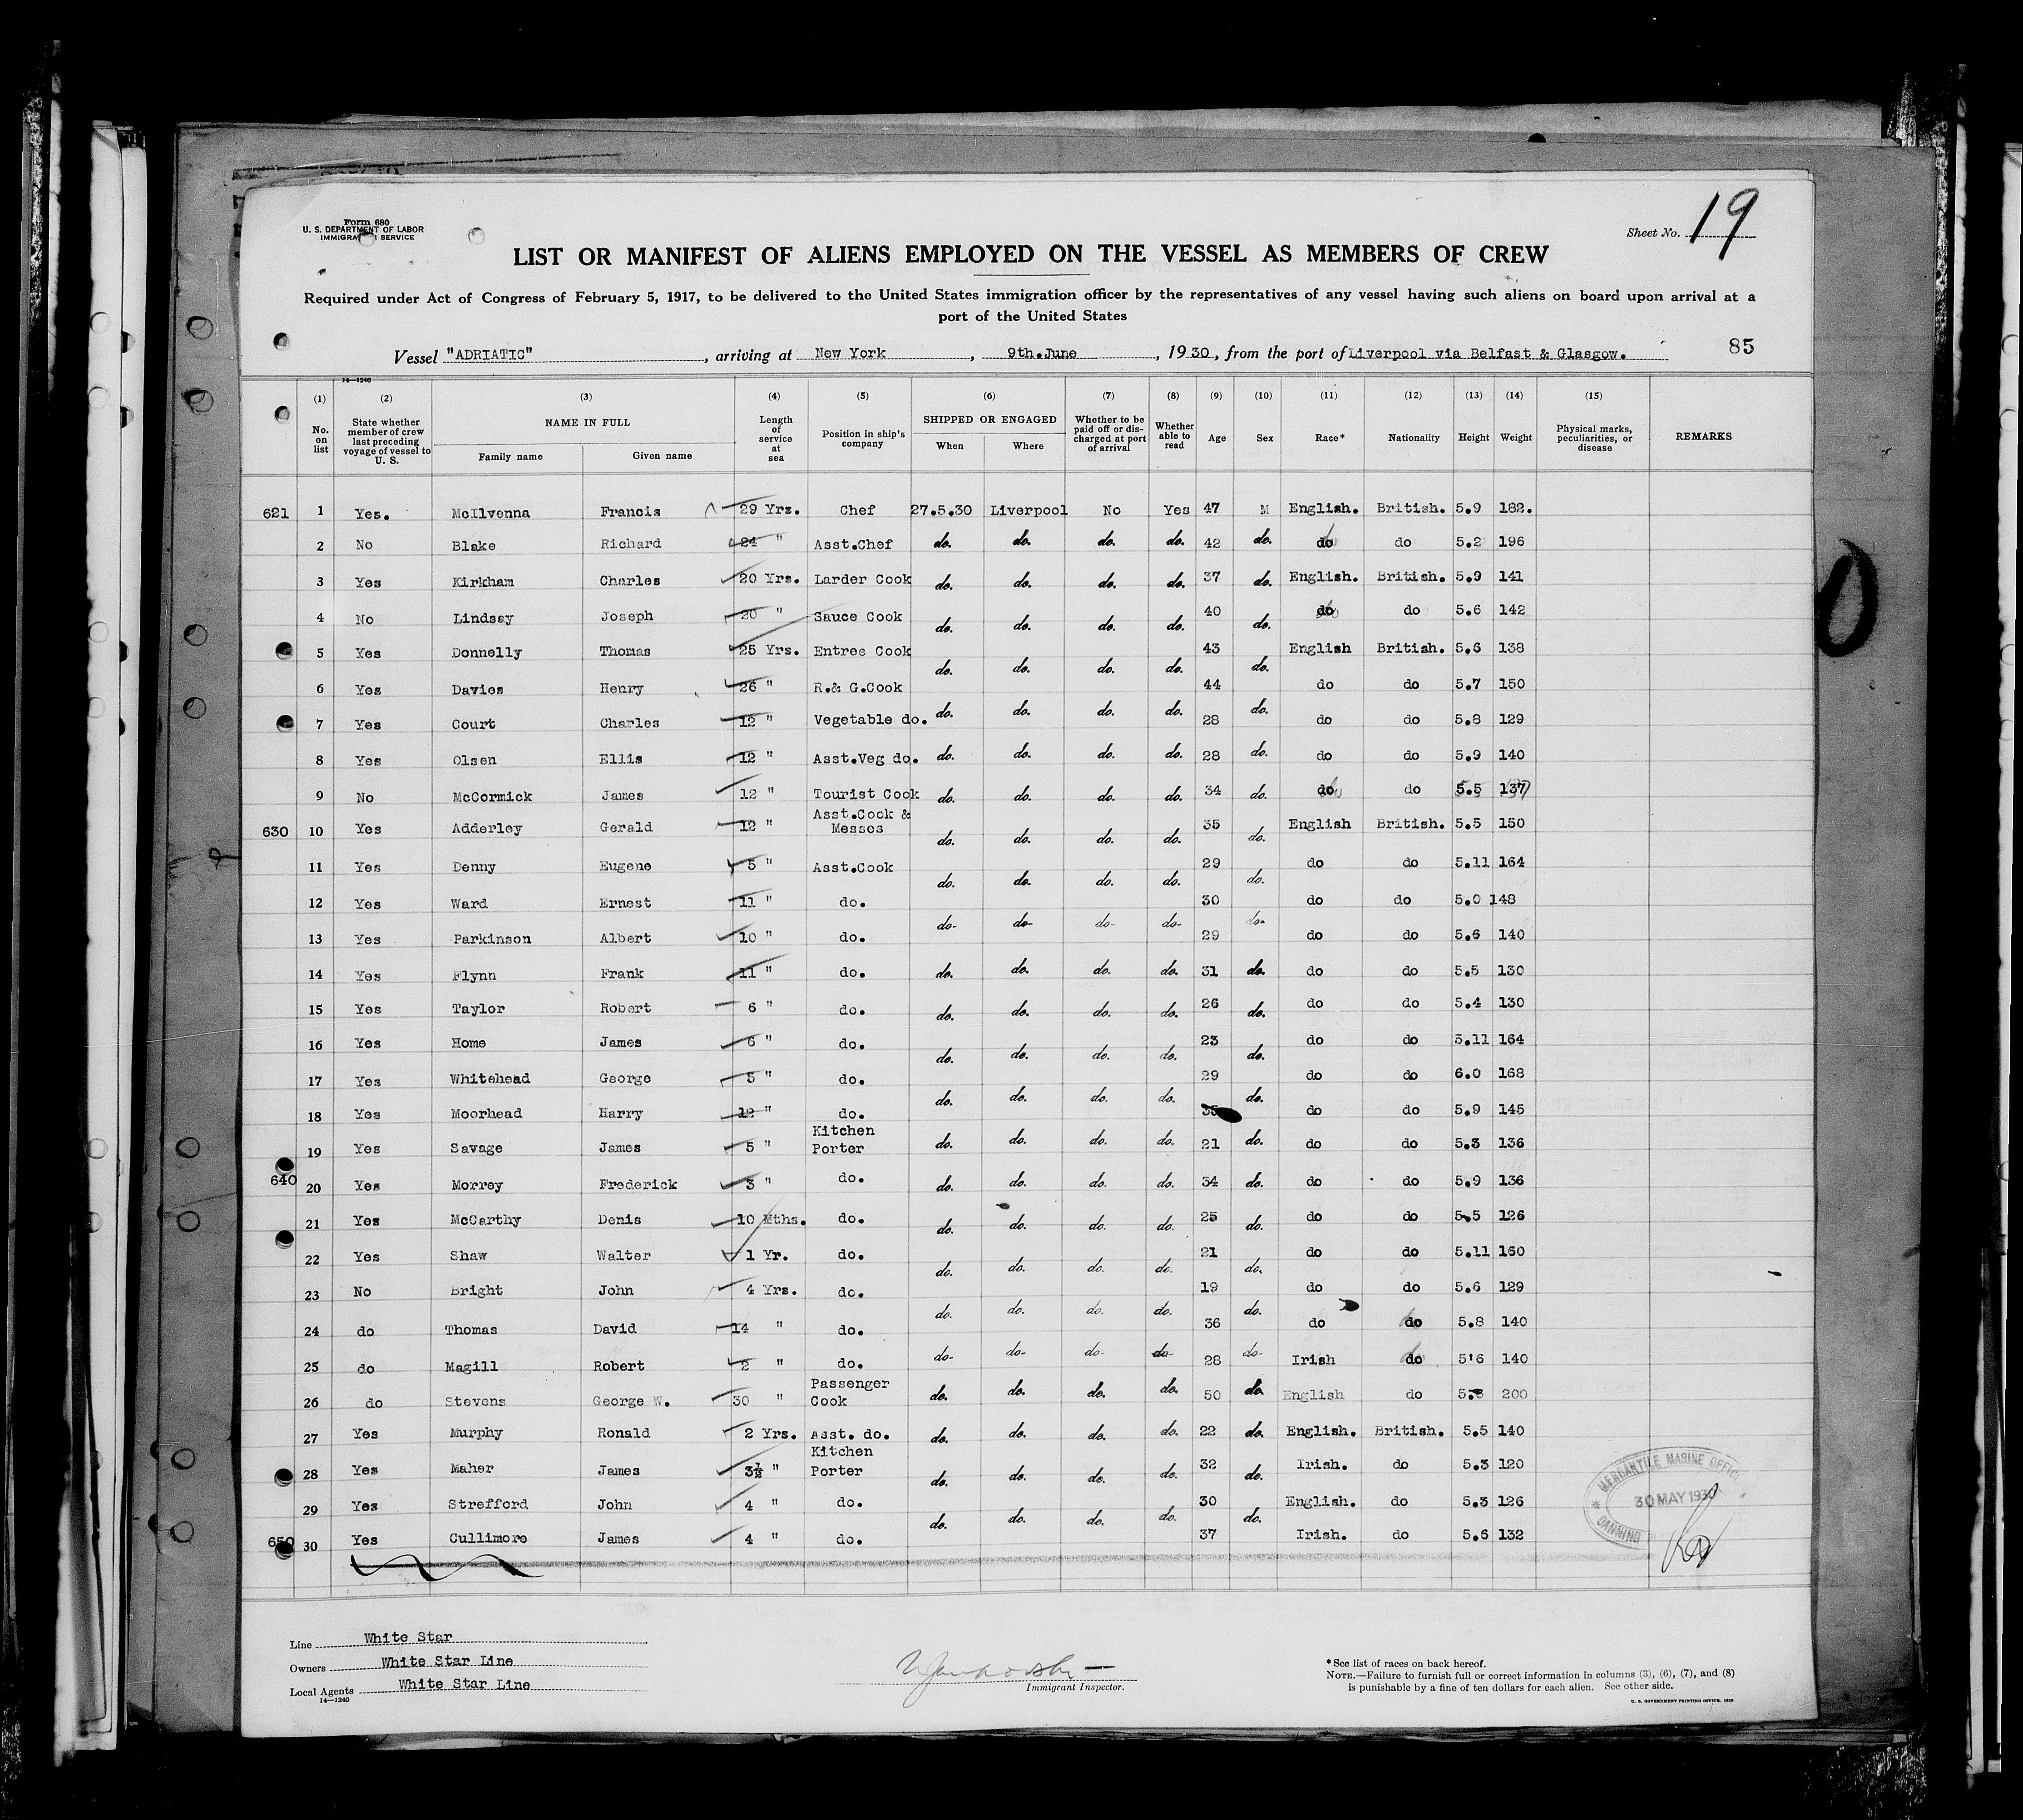 Form 680
U. S. DEPARTMENT OF LABOR
IMMIGRATION SERVICE
Sheet No. 19
LIST OR MANIFEST OF ALIENS EMPLOYED ON THE VESSEL AS MEMBERS OF CREW
Required under Act of Congress of February 5, 1917, to be delivered to the United States immigration officer by the representatives of any vessel having such aliens on board upon arrival at a
port of the United States
Vessel "ADRIATIC", arriving at New York, 9th.June, 1930, from the port of Liverpool via Belfast & Glasgow. 85
14—1240
(1) (2) (3) (4) (5) (6) (7) (8) (9) (10) (11) (12) (13) (14) (15)
No. on list State whether member of crew last preceding voyage of vessel to U. S. NAME IN FULL Family name Given name Length of service at sea Position in ship's company SHIPPED OR ENGAGED When Where Whether to be paid off or discharged at port of arrival Whether able to read Age Sex Race* Nationality Height Weight Physical marks, peculiarities, or disease REMARKS
621 1 Yes. McIlvenna Francis 29 Yrs. Chef 27.5.30 Liverpool No Yes 47 M English. British. 5.9 182.
2 No Blake Richard 24 " Asst.Chef do. do. do. do. 42 do. do do 5.2 196
3 Yes Kirkham Charles 20 Yrs. Larder Cook do. do. do. do. 37 do. English. British. 5.9 141
4 No Lindsay Joseph 20 " Sauce Cook do. do. do. do. 40 do. do do 5.6 142
5 Yes Donnelly Thomas 25 Yrs. Entree Cook do. do. do. do. 43 do. English British. 5.6 138
6 Yes Davies Henry 26 " R.& G.Cook do. do. do. do. 44 do. do do 5.7 150
7 Yes Court Charles 12 " Vegetable do. do. do. do. do. 28 do. do do 5.8 129
8 Yes Olsen Ellis 12 " Asst.Veg do. do. do. do. do. 28 do. do do 5.9 140
9 No McCormick James 12 " Tourist Cook do. do. do. do. 34 do. do do 5.5 137
630 10 Yes Adderley Gerald 12 " Asst.Cook & Messes do. do. do. do. 35 do. English British. 5.5 150
11 Yes Denny Eugene 5 " Asst.Cook do. do. do. do. 29 do. do do 5.11 164
12 Yes Ward Ernest 11 " do. do- do- do- do- 30 do- do do 5.0 148
13 Yes Parkinson Albert 10 " do. 29 do do 5.6 140
14 Yes Flynn Frank 11 " do. do. do. do. do. 31 do. do do 5.5 130
15 Yes Taylor Robert 6 " do. do. do. do. do. 26 do. do do 5.4 130
16 Yes Home James 6 " do. do. do. do. do. 23 do. do do 5.11 164
17 Yes Whitehead George 5 " do. do. do. do. do. 29 do. do do 6.0 168
18 Yes Moorhead Harry 12 " do. do do 5.9 145
19 Yes Savage James 5 " Kitchen Porter do. do. do. do. 21 do. do do 5.3 136
640 20 Yes Morrey Frederick 3 " do. do. do. do. do. 34 do. do do 5.9 136
21 Yes McCarthy Denis 10 Mths. do. do. do. do. do. 25 do. do do 5.5 126
22 Yes Shaw Walter 1 Yr. do. do. do. do. do. 21 do. do do 5.11 160
23 No Bright John 4 Yrs. do. do. do. do. do. 19 do. do do 5.6 129
24 do Thomas David 14 " do. do- do- do- do- 36 do- do do 5.8 140
25 do Magill Robert 2 " do. 28 Irish do 5'6 140
26 do Stevens George W. 30 " Passenger Cook do. do. do. do. 50 do. English do 200
27 Yes Murphy Ronald 2 Yrs. Asst. do. do. do. do. do. 22 do. English. British. 5.5 140
28 Yes Maher James 3½ " Kitchen Porter do. do. do. do. 32 do. Irish. do 5.3 120
29 Yes Strefford John 4 " do. do. do. do. do. 30 do. English. do 5.3 126
650 30 Yes Cullimore James 4 " do. 37 Irish. do 5.6 132
MERCANTILE MARINE OFFICE
30 MAY 1930
CANNING
Line White Star
Owners White Star Line
Local Agents White Star Line
14—1240
Immigrant Inspector.
*See list of races on back hereof.
NOTE.—Failure to furnish full or correct information in columns (3), (6), (7), and (8)
is punishable by a fine of ten dollars for each alien. See other side.